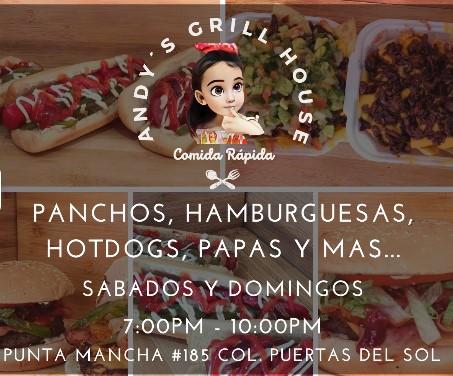 ANDY´S GRILL HOUSE
Comida Rápida
PANCHOS, HAMBURGUESAS,
HOTDOGS, PAPAS Y MAS...
SABADOS Y DOMINGOS
7:00PM - 10:00PM
PUNTA MANCHA #185 COL. PUERTAS DEL SOL